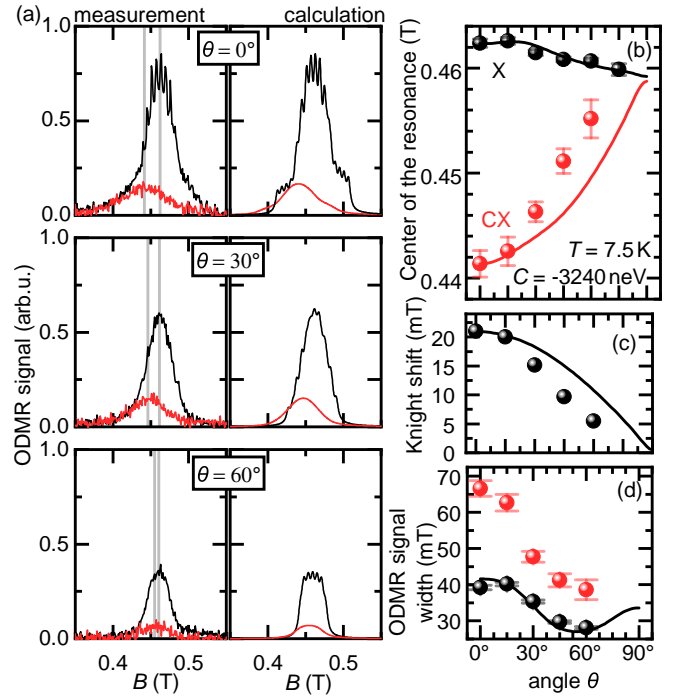 (a) measurement calculation
θ = 0°
1.0
0.5
0.0
θ = 30°
1.0
0.5
0.0
θ = 60°
1.0
0.5
0.0
ODMR signal (arb.u.)
0.4 0.5 0.4 0.5
B (T) B (T)
(b)
X
CX
T = 7.5 K
C = -3240 neV
0.46
0.45
0.44
Center of the resonance (T)
(c)
20
15
10
5
Knight shift (mT)
(d)
70
60
50
40
30
ODMR signal
width (mT)
0° 30° 60° 90°
angle θ